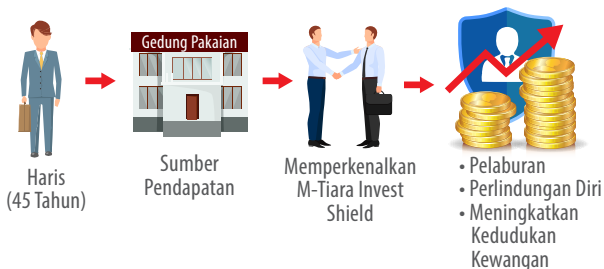 Gedung Pakaian
Haris
(45 Tahun)
Sumber
Pendapatan
Memperkenalkan
M-Tiara Invest
Shield
• Pelaburan
• Perlindungan Diri
• Meningkatkan
Kedudukan
Kewangan